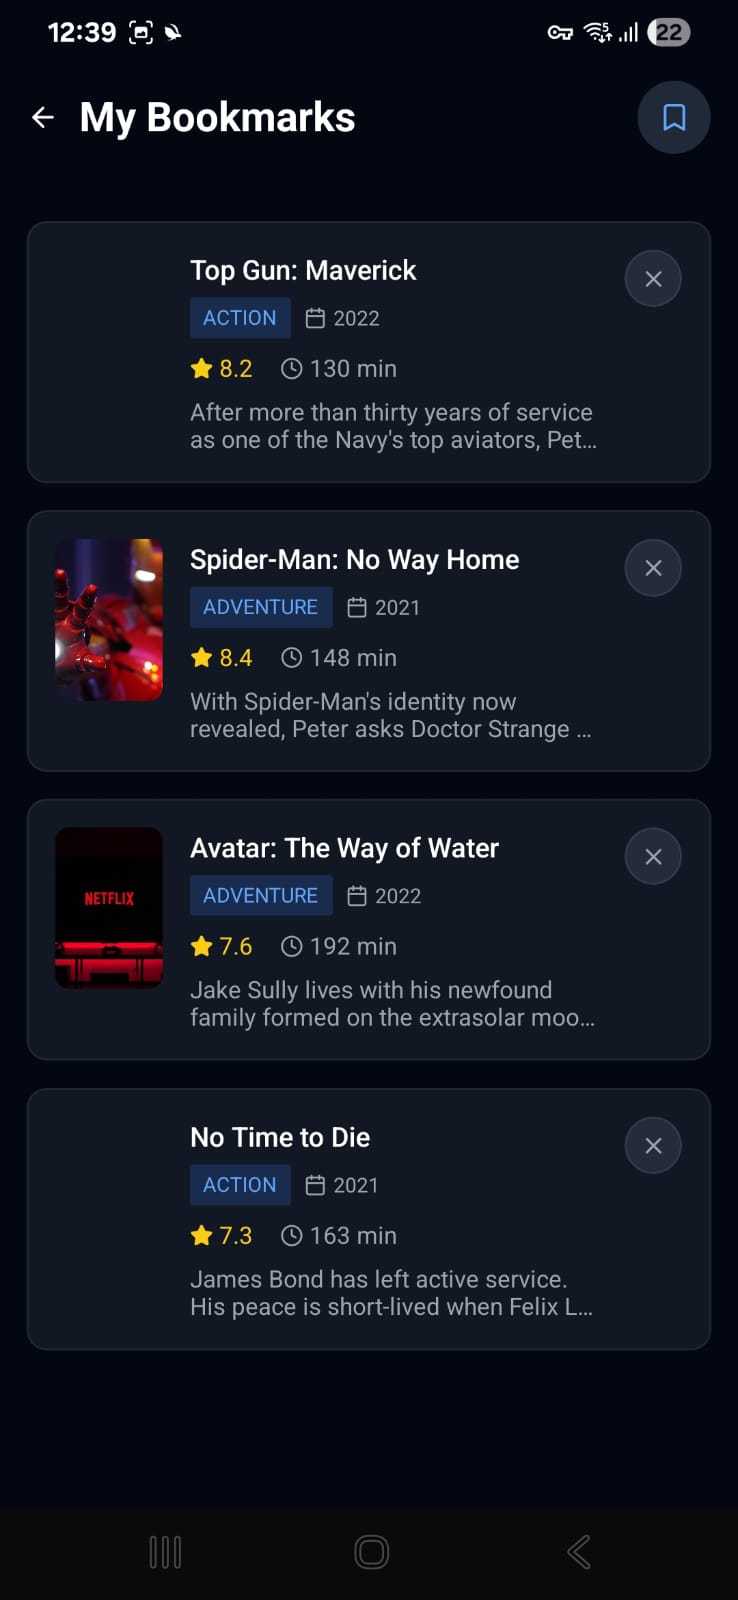 12:39
22
My Bookmarks
Top Gun: Maverick
ACTION 2022
8.2 130 min
After more than thirty years of service
as one of the Navy's top aviators, Pet...
Spider-Man: No Way Home
ADVENTURE 2021
8.4 148 min
With Spider-Man's identity now
revealed, Peter asks Doctor Strange ...
NETFLIX
Avatar: The Way of Water
ADVENTURE 2022
7.6 192 min
Jake Sully lives with his newfound
family formed on the extrasolar moo...
No Time to Die
ACTION 2021
7.3 163 min
James Bond has left active service.
His peace is short-lived when Felix L...